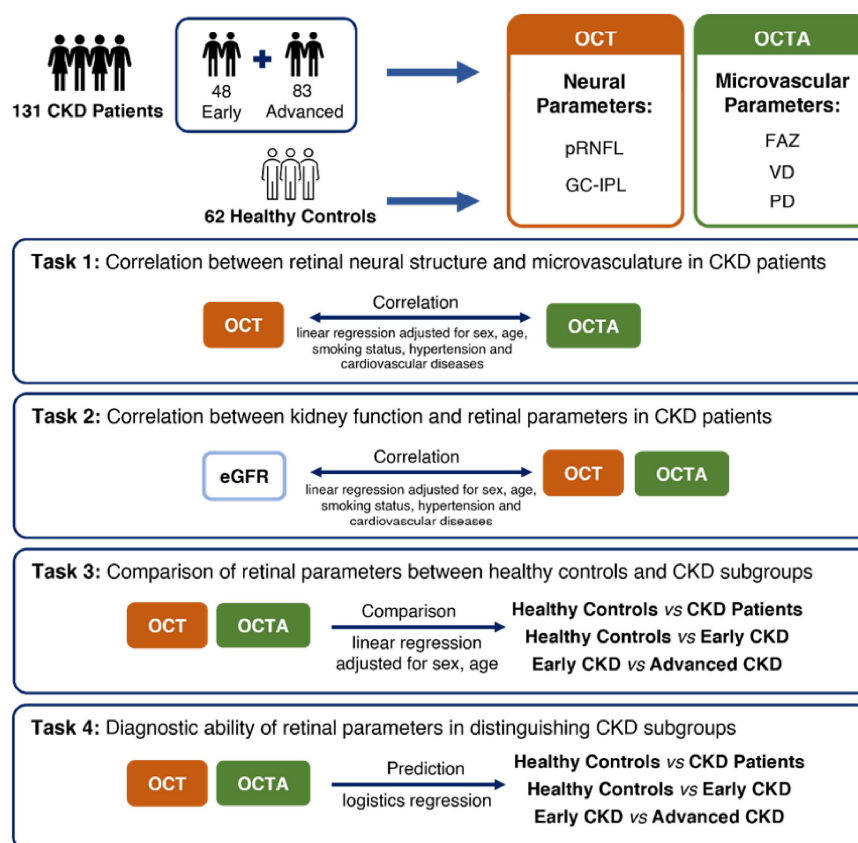 131 CKD Patients
48
Early
83
Advanced
62 Healthy Controls
OCT
Neural
Parameters:
pRNFL
GC-IPL
OCTA
Microvascular
Parameters:
FAZ
VD
PD
Task 1: Correlation between retinal neural structure and microvasculature in CKD patients
OCT
Correlation
linear regression adjusted for sex, age,
smoking status, hypertension and
cardiovascular diseases
OCTA
Task 2: Correlation between kidney function and retinal parameters in CKD patients
eGFR
Correlation
linear regression adjusted for sex, age,
smoking status, hypertension and
cardiovascular diseases
OCT
OCTA
Task 3: Comparison of retinal parameters between healthy controls and CKD subgroups
OCT
OCTA
Comparison
linear regression
adjusted for sex, age
Healthy Controls vs CKD Patients
Healthy Controls vs Early CKD
Early CKD vs Advanced CKD
Task 4: Diagnostic ability of retinal parameters in distinguishing CKD subgroups
OCT
OCTA
Prediction
logistics regression
Healthy Controls vs CKD Patients
Healthy Controls vs Early CKD
Early CKD vs Advanced CKD